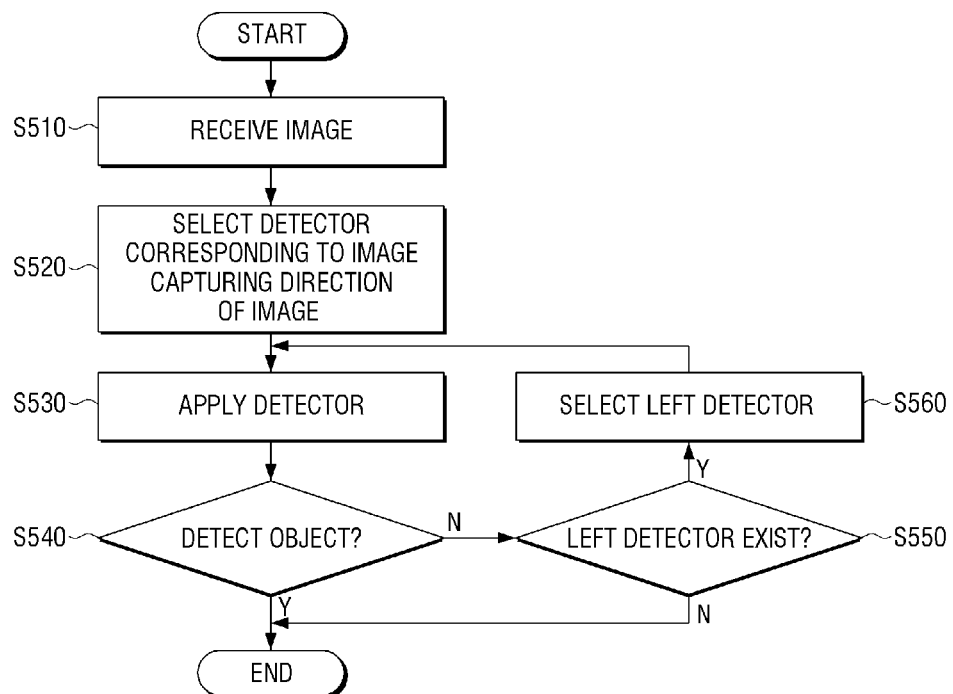 START
S510
RECEIVE IMAGE
S520
SELECT DETECTOR
CORRESPONDING TO IMAGE
CAPTURING DIRECTION
OF IMAGE
S530
APPLY DETECTOR
SELECT LEFT DETECTOR
S560
Y
S540
DETECT OBJECT?
N
LEFT DETECTOR EXIST?
S550
Y
N
END